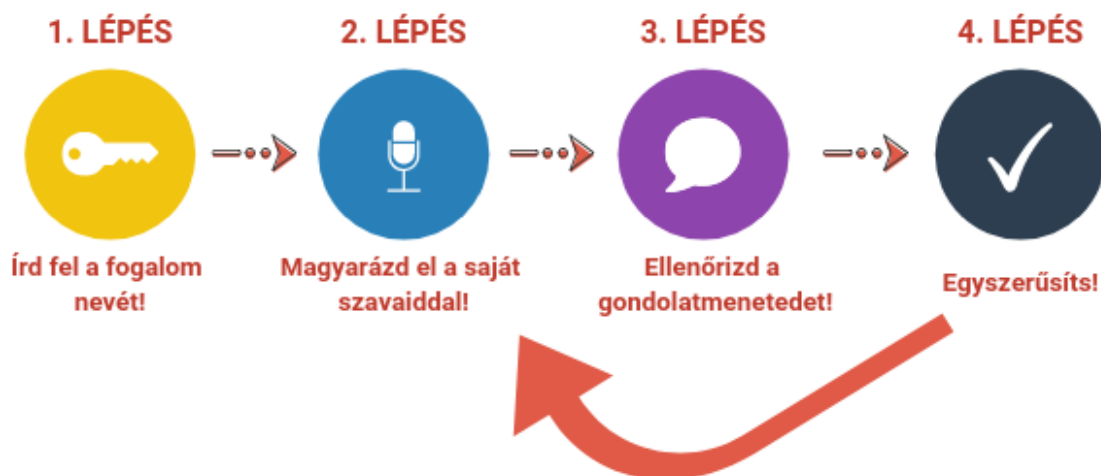 1. LÉPÉS
2. LÉPÉS
3. LÉPÉS
4. LÉPÉS
Írd fel a fogalom
nevét!
Magyarázd el a saját
szavaiddal!
Ellenőrizd a
gondolatmenetedet!
Egyszerűsíts!